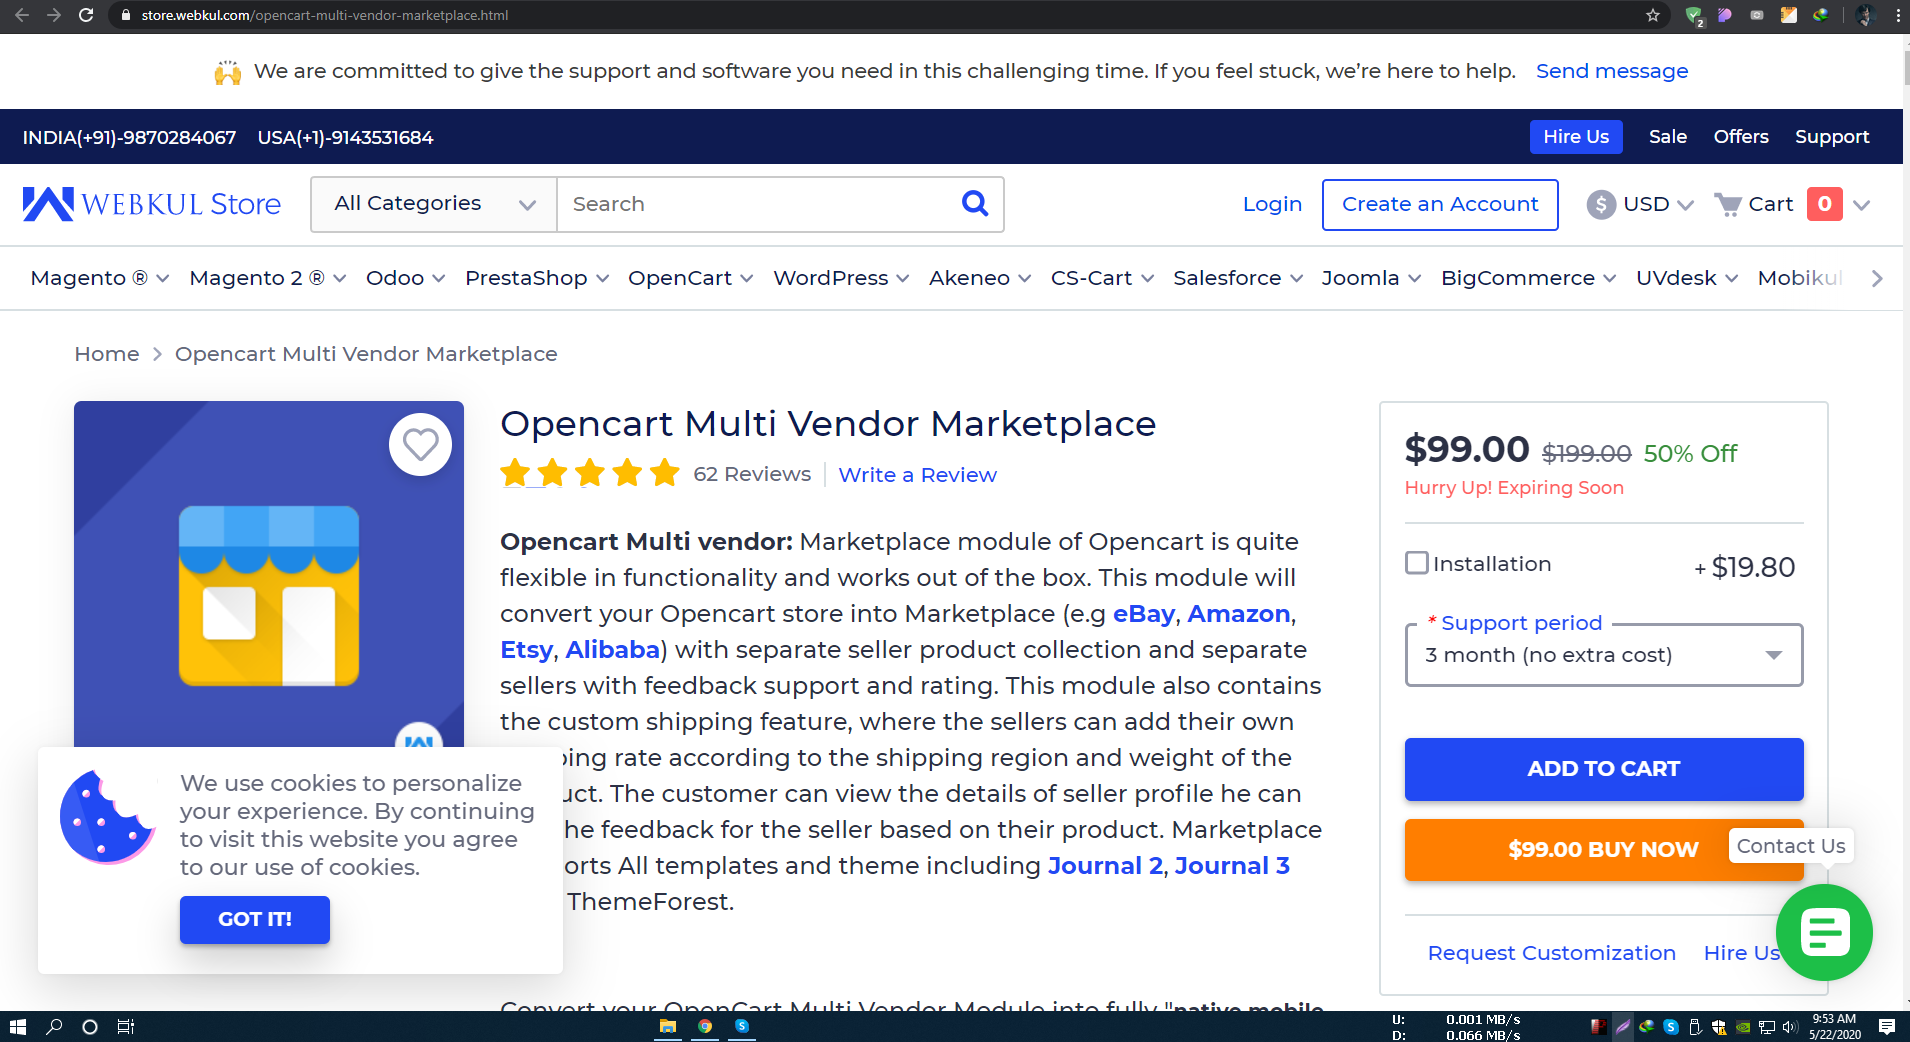 store.webkul.com/opencart-multi-vendor-marketplace.html
2
We are committed to give the support and software you need in this challenging time. If you feel stuck, we're here to help. Send message
INDIA(+91)-9870284067 USA(+1)-9143531684
Hire Us Sale Offers Support
WEBKUL Store
All Categories Search
Login Create an Account $ USD Cart 0
Magento ® Magento 2 ® Odoo PrestaShop OpenCart WordPress Akeneo CS-Cart Salesforce Joomla BigCommerce UVdesk Mobikul
Home > Opencart Multi Vendor Marketplace
Opencart Multi Vendor Marketplace
62 Reviews Write a Review
Opencart Multi vendor: Marketplace module of Opencart is quite
flexible in functionality and works out of the box. This module will
convert your Opencart store into Marketplace (e.g eBay, Amazon,
Etsy, Alibaba) with separate seller product collection and separate
sellers with feedback support and rating. This module also contains
the custom shipping feature, where the sellers can add their own
ing rate according to the shipping region and weight of the
uct. The customer can view the details of seller profile he can
he feedback for the seller based on their product. Marketplace
orts All templates and theme including Journal 2, Journal 3
ThemeForest.
Convert your OpenCart Multi Vendor Module into fully "native mobile
$99.00 $199.00 50% Off
Hurry Up! Expiring Soon
Installation + $19.80
* Support period
3 month (no extra cost)
ADD TO CART
$99.00 BUY NOW
Contact Us
Request Customization Hire Us
We use cookies to personalize
your experience. By continuing
to visit this website you agree
to our use of cookies.
GOT IT!
U: 0.001 MB/s
D: 0.066 MB/s
9:53 AM
5/22/2020